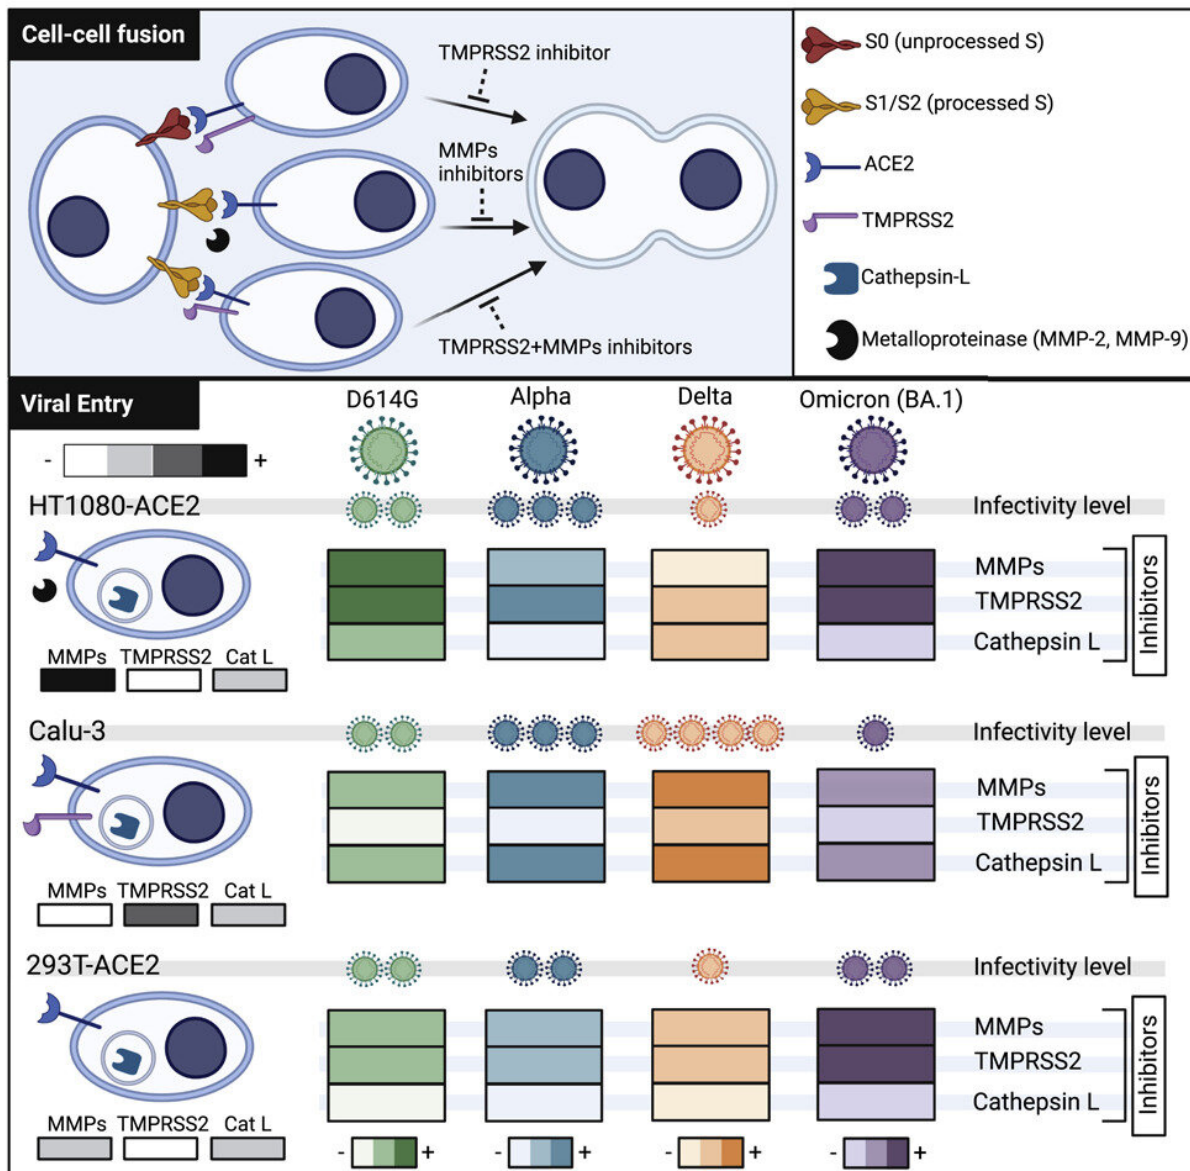 Cell-cell fusion
TMPRSS2 inhibitor
MMPs
inhibitors
TMPRSS2+MMPs inhibitors
S0 (unprocessed S)
S1/S2 (processed S)
ACE2
TMPRSS2
Cathepsin-L
Metalloproteinase (MMP-2, MMP-9)
Viral Entry
- +
D614G Alpha Delta Omicron (BA.1)
HT1080-ACE2
Infectivity level
MMPs
TMPRSS2
Cathepsin L
Inhibitors
MMPs TMPRSS2 Cat L
Calu-3
Infectivity level
MMPs
TMPRSS2
Cathepsin L
Inhibitors
MMPs TMPRSS2 Cat L
293T-ACE2
Infectivity level
MMPs
TMPRSS2
Cathepsin L
Inhibitors
MMPs TMPRSS2 Cat L
- + - + - + - +